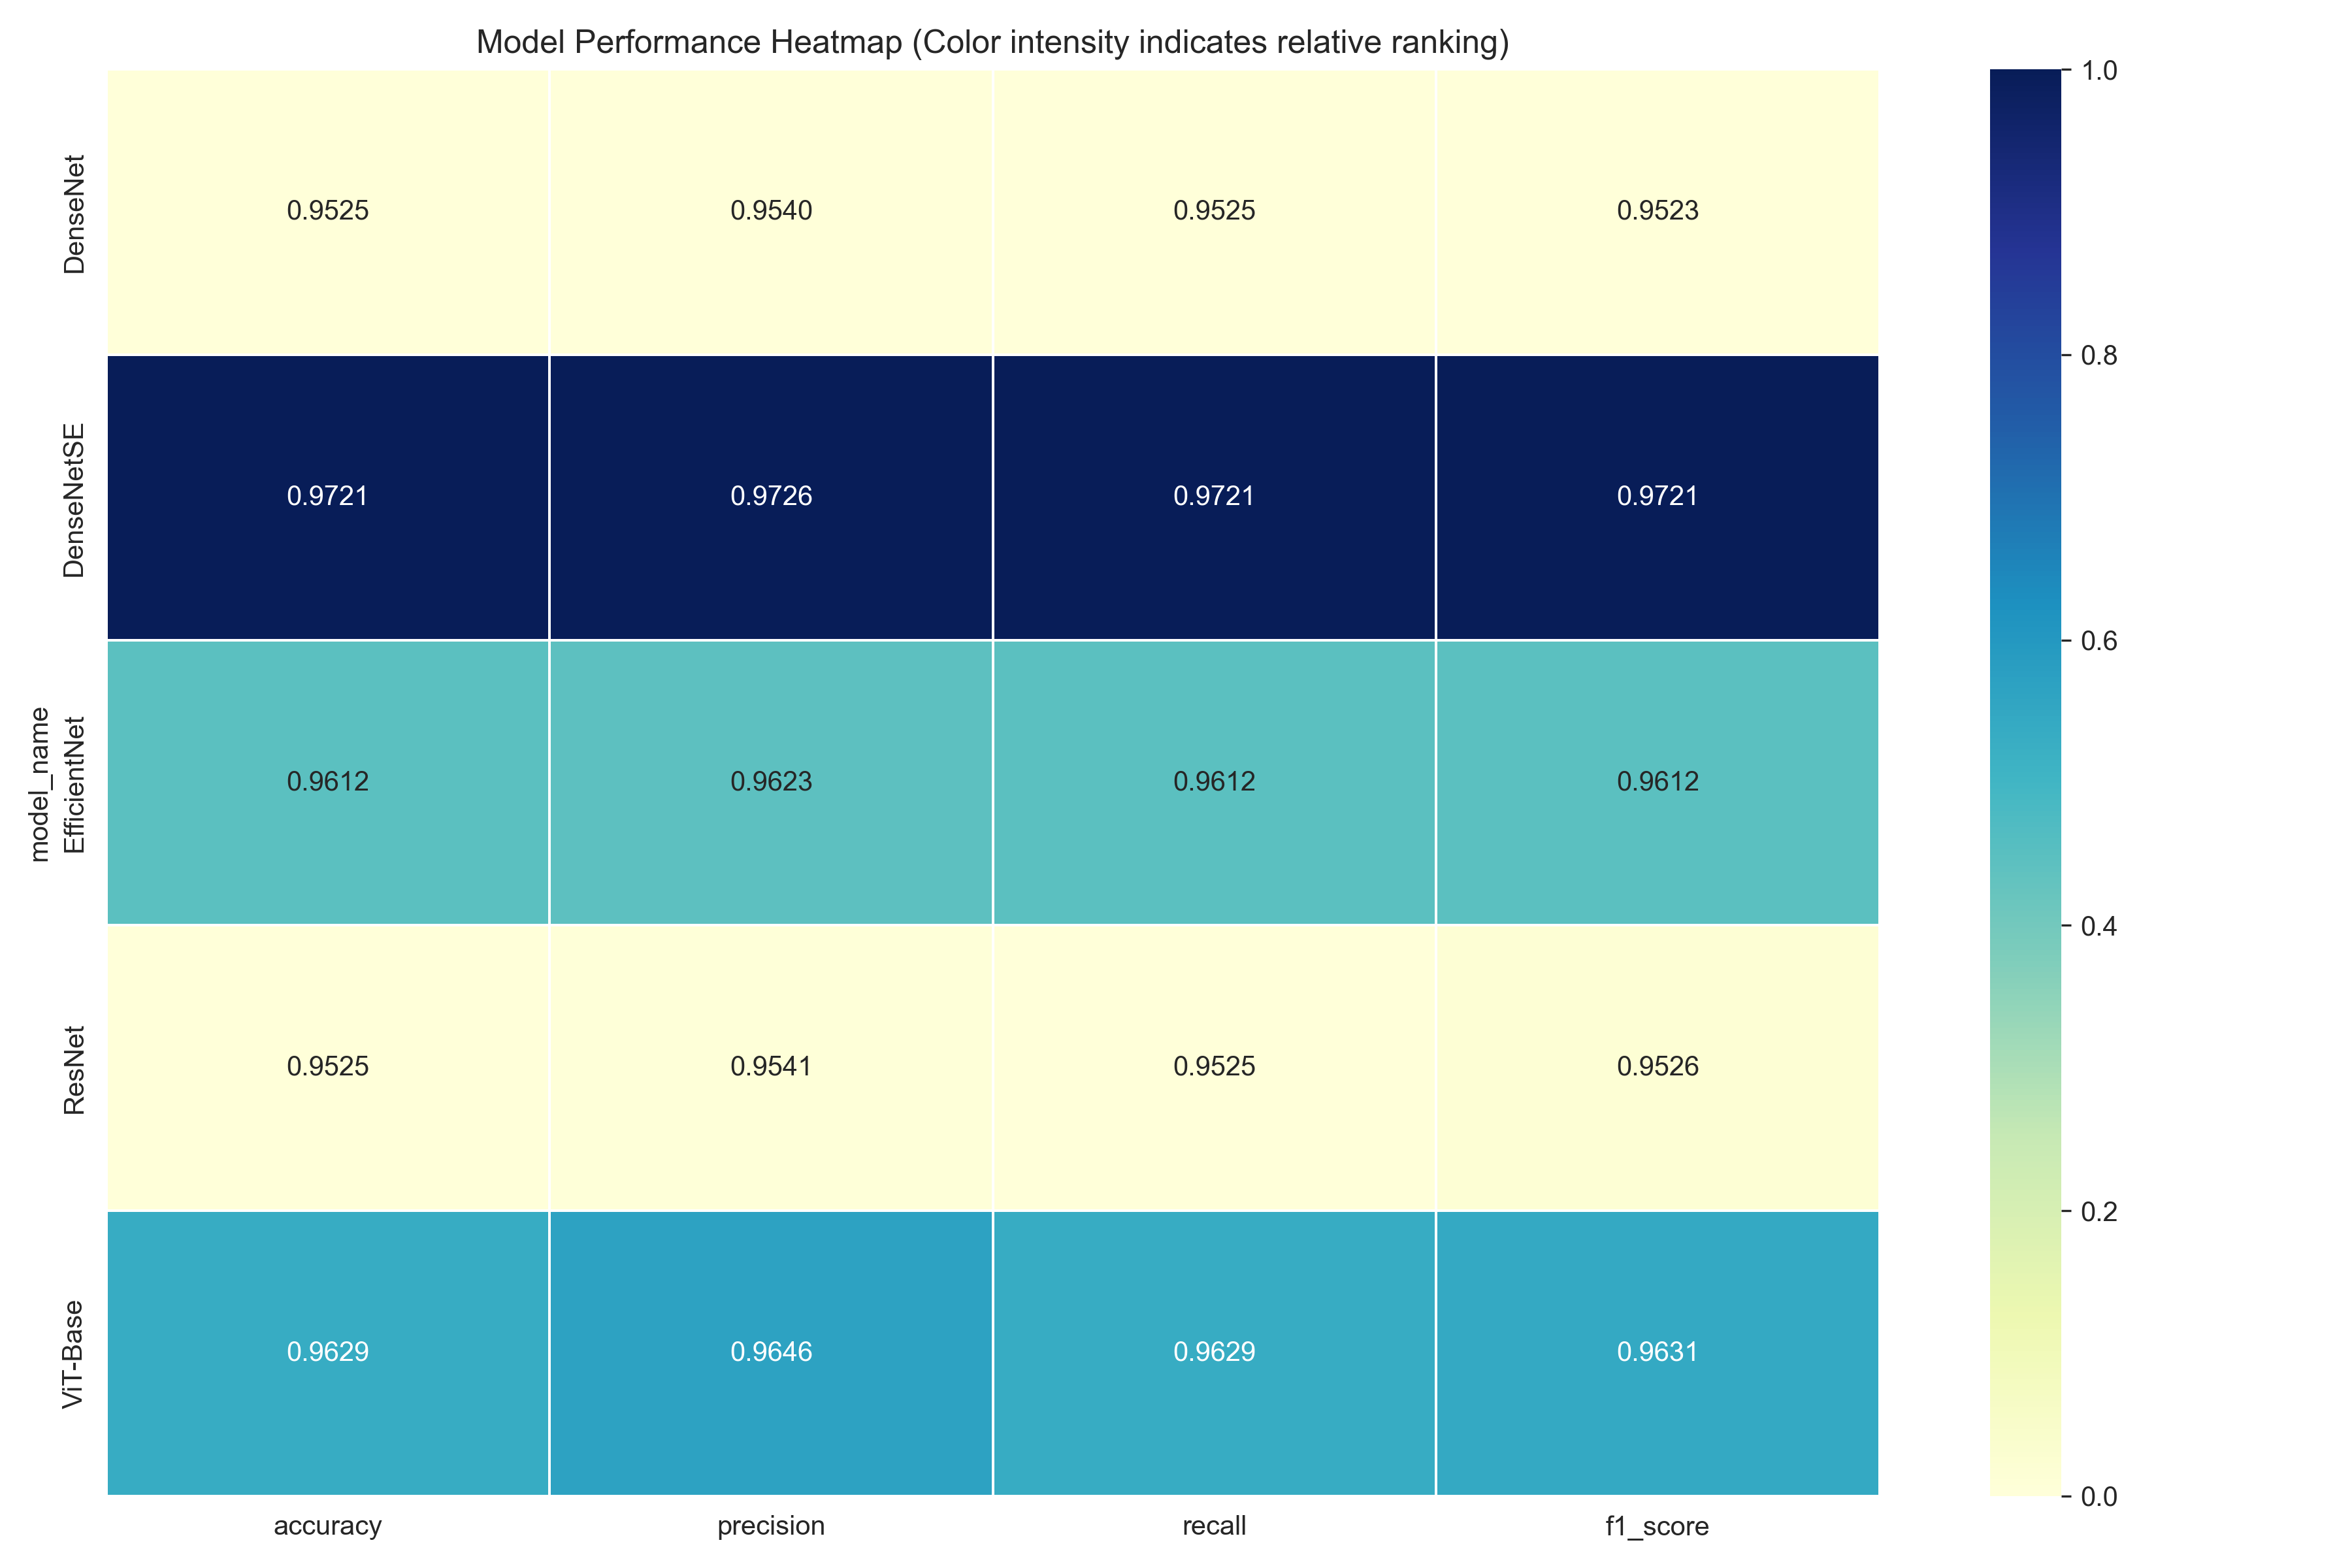 Model Performance Heatmap (Color intensity indicates relative ranking)
model_name
DenseNet
0.9525 0.9540 0.9525 0.9523
DenseNetSE
0.9721 0.9726 0.9721 0.9721
EfficientNet
0.9612 0.9623 0.9612 0.9612
ResNet
0.9525 0.9541 0.9525 0.9526
ViT-Base
0.9629 0.9646 0.9629 0.9631
accuracy precision recall f1_score
1.0
0.8
0.6
0.4
0.2
0.0